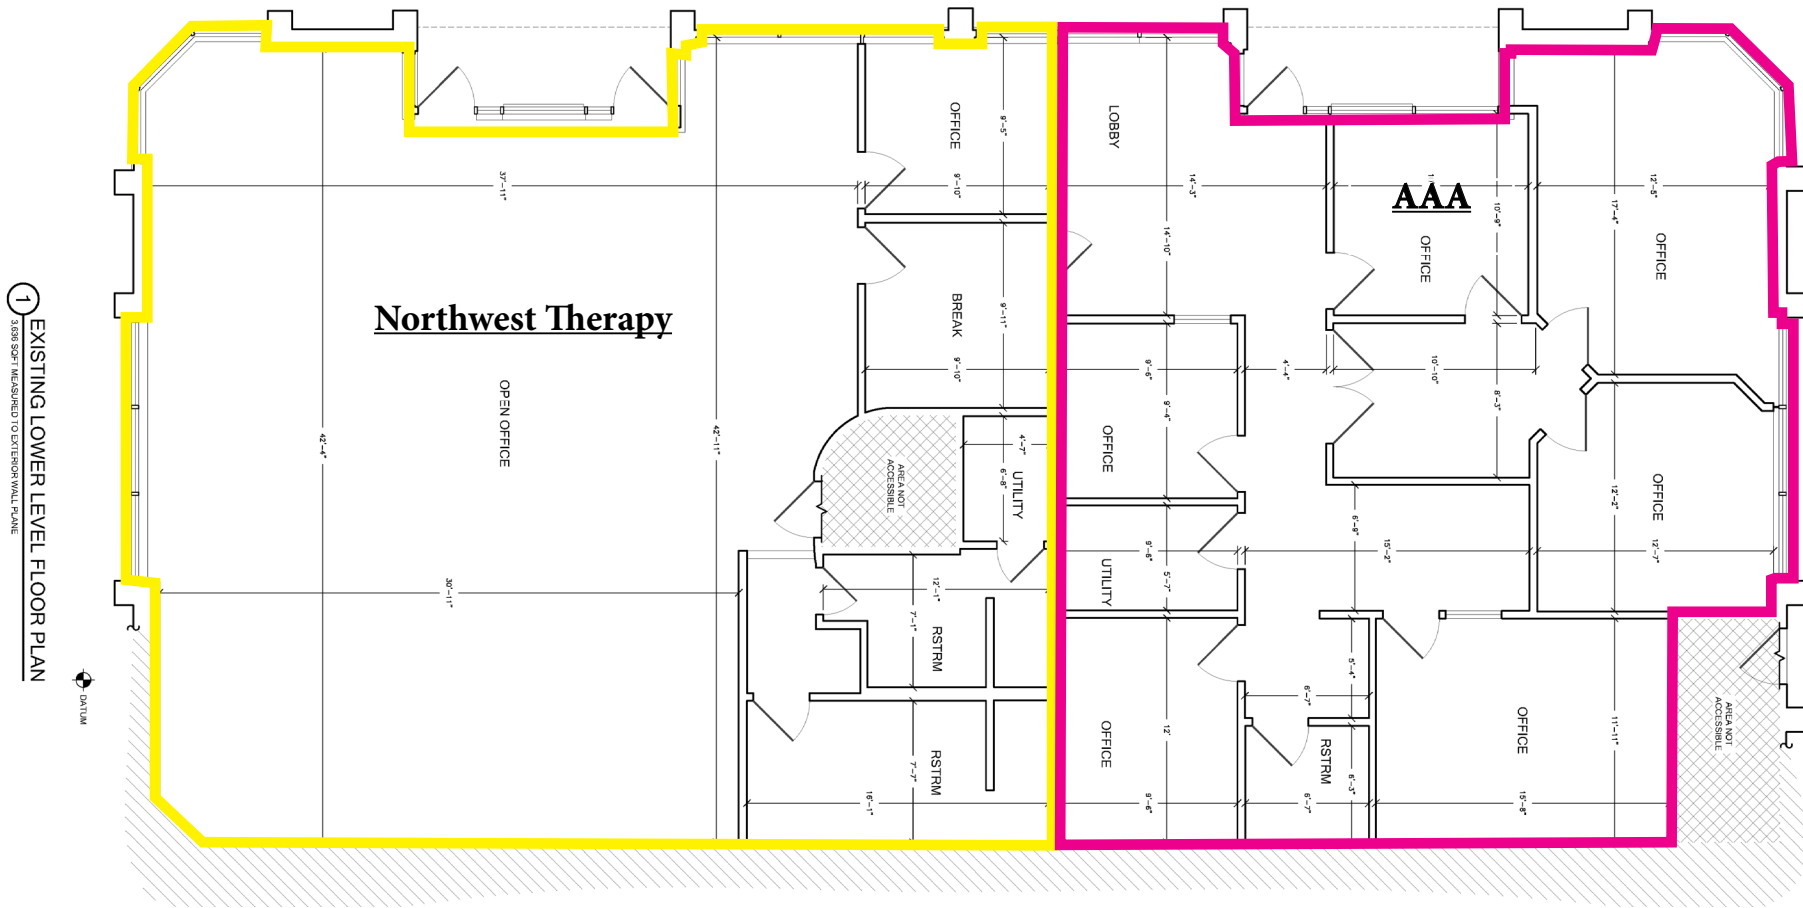 1
EXISTING LOWER LEVEL FLOOR PLAN
3,636 SQFT MEASURED TO EXTERIOR WALL PLANE
DATUM
Northwest Therapy
OPEN OFFICE
37'-11"
42'-4"
42'-11"
30'-11"
OFFICE
9'-5"
9'-10"
BREAK
9'-11"
9'-10"
AREA NOT
ACCESSIBLE
UTILITY
4'-7"
6'-8"
RSTRM
12'-1"
7'-1"
RSTRM
7'-7"
16'-1"
AAA
LOBBY
14'-3"
14'-10"
OFFICE
10'-9"
OFFICE
12'-5"
17'-4"
OFFICE
9'-6"
9'-4"
4'-4"
10'-10"
8'-3"
UTILITY
9'-6"
5'-7"
6'-9"
15'-2"
OFFICE
12'-2"
12'-7"
OFFICE
12'
9'-6"
5'-4"
6'-7"
RSTRM
6'-3"
6'-7"
OFFICE
11'-11"
15'-8"
AREA NOT
ACCESSIBLE